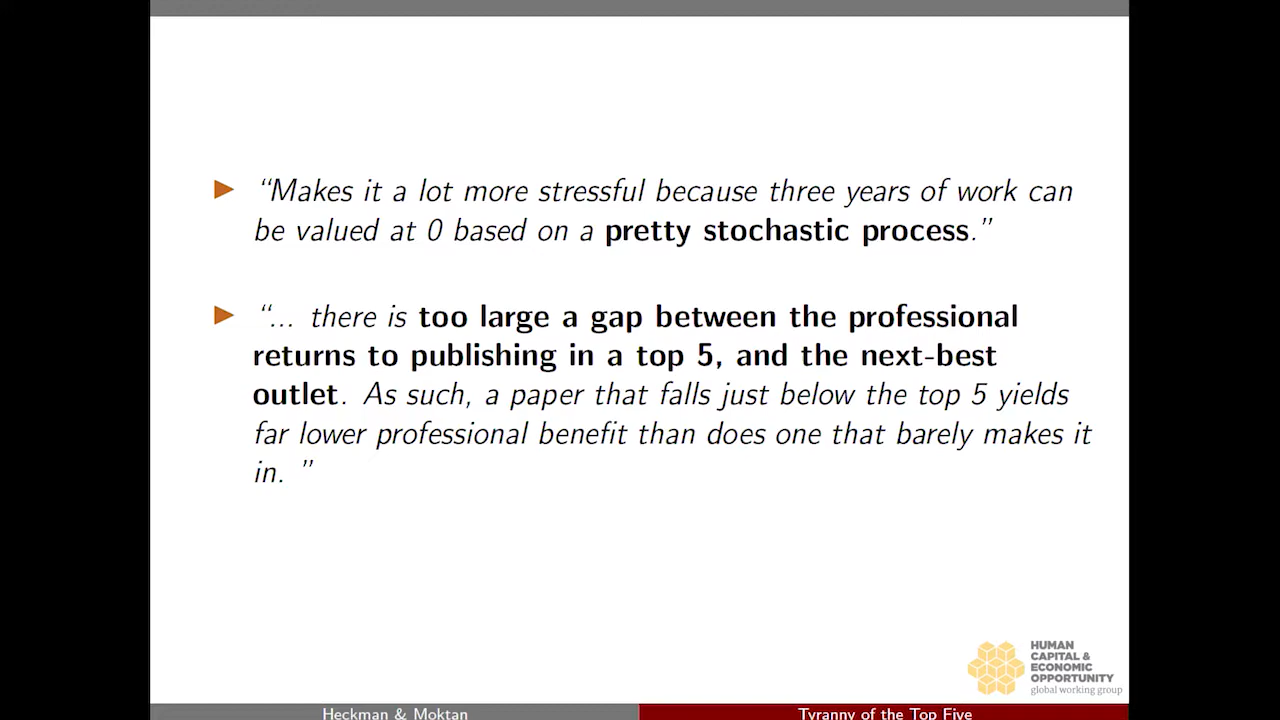 “Makes it a lot more stressful because three years of work can
be valued at 0 based on a pretty stochastic process.”
“... there is too large a gap between the professional
returns to publishing in a top 5, and the next-best
outlet. As such, a paper that falls just below the top 5 yields
far lower professional benefit than does one that barely makes it
in. ”
HUMAN
CAPITAL &
ECONOMIC
OPPORTUNITY
global working group
Heckman & Moktan
Tyranny of the Top Five